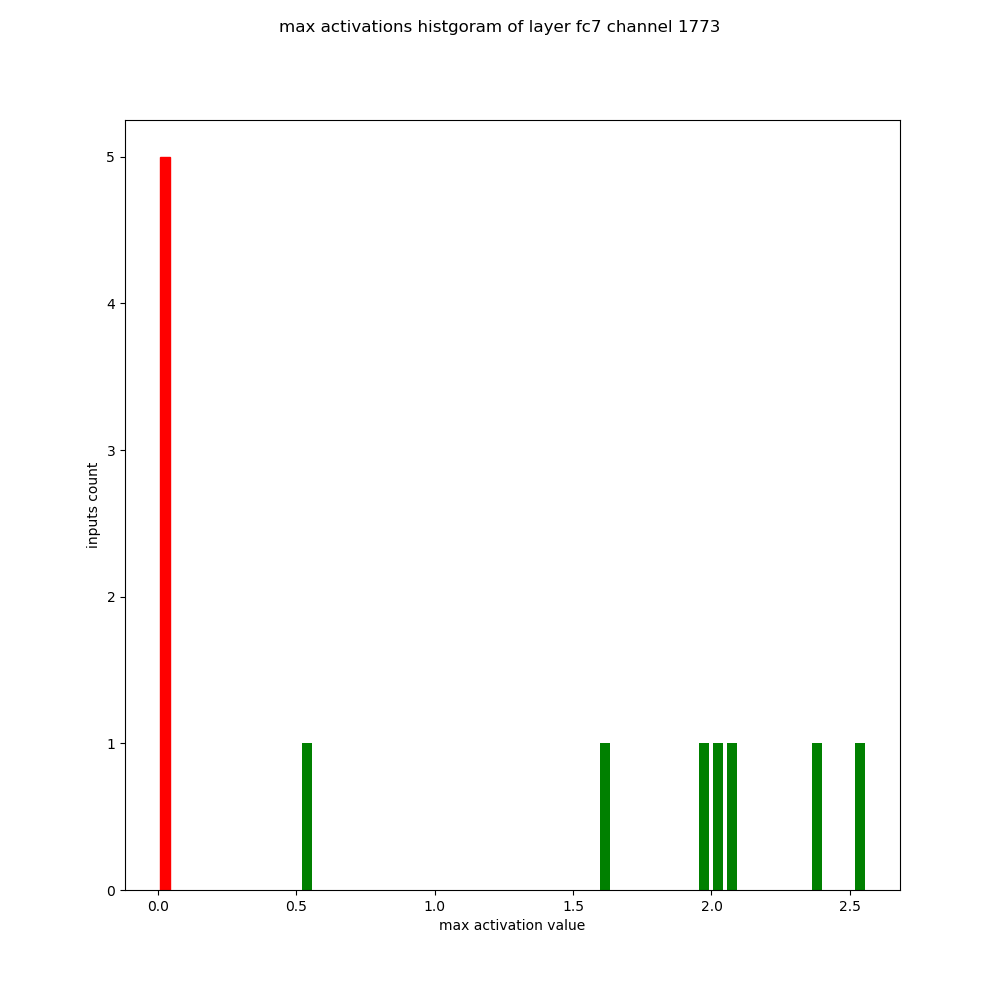 max activations histgoram of layer fc7 channel 1773
5
4
3
2
1
0
inputs count
0.0 0.5 1.0 1.5 2.0 2.5
max activation value